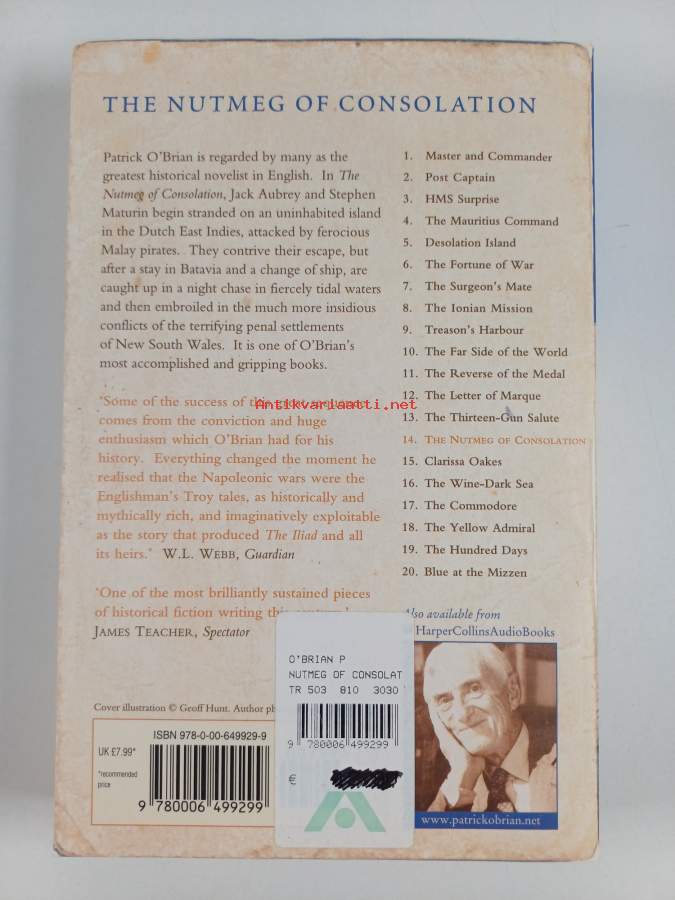 THE NUTMEG OF CONSOLATION
Patrick O'Brian is regarded by many as the
greatest historical novelist in English. In The
Nutmeg of Consolation, Jack Aubrey and Stephen
Maturin begin stranded on an uninhabited island
in the Dutch East Indies, attacked by ferocious
Malay pirates. They contrive their escape, but
after a stay in Batavia and a change of ship, are
caught up in a night chase in fiercely tidal waters
and then embroiled in the much more insidious
conflicts of the terrifying penal settlements
of New South Wales. It is one of O'Brian's
most accomplished and gripping books.
'Some of the success of this
Antikvariaatti.net
comes from the conviction and huge
enthusiasm which O'Brian had for his
history. Everything changed the moment he
realised that the Napoleonic wars were the
Englishman's Troy tales, as historically and
mythically rich, and imaginatively exploitable
as the story that produced The Iliad and all
its heirs.' W.L. WEBB, Guardian
'One of the most brilliantly sustained pieces
of historical fiction writing this
JAMES TEACHER, Spectator
1. Master and Commander
2. Post Captain
3. HMS Surprise
4. The Mauritius Command
5. Desolation Island
6. The Fortune of War
7. The Surgeon's Mate
8. The Ionian Mission
9. Treason's Harbour
10. The Far Side of the World
11. The Reverse of the Medal
12. The Letter of Marque
13. The Thirteen-Gun Salute
14. THE NUTMEG OF CONSOLATION
15. Clarissa Oakes
16. The Wine-Dark Sea
17. The Commodore
18. The Yellow Admiral
19. The Hundred Days
20. Blue at the Mizzen
Also available from
HarperCollinsAudioBooks
www.patrickobrian.net
Cover illustration © Geoff Hunt. Author ph
ISBN 978-0-00-649929-9
UK £7.99*
*recommended
price
9 780006 499299
O'BRIAN P
NUTMEG OF CONSOLAT
TR 503 810 3030
9 780006 499299
€